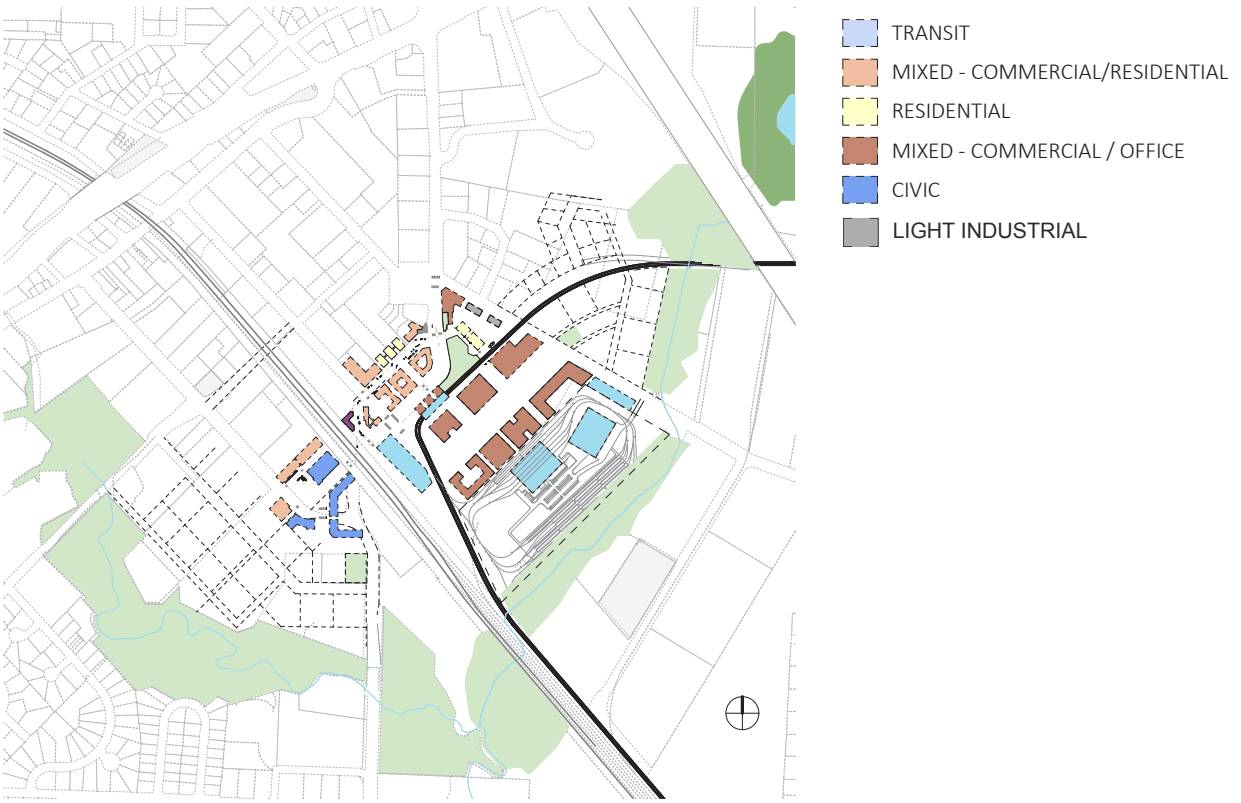 TRANSIT
MIXED - COMMERCIAL/RESIDENTIAL
RESIDENTIAL
MIXED - COMMERCIAL / OFFICE
CIVIC
LIGHT INDUSTRIAL